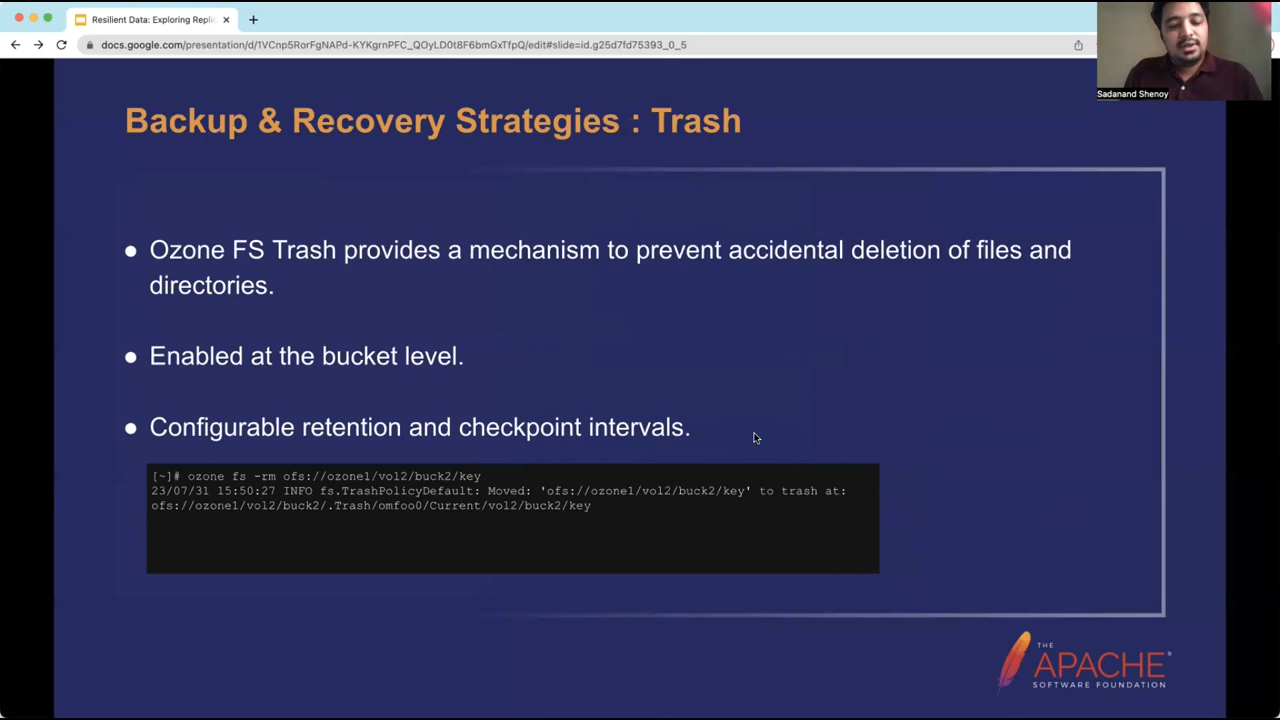 Resilient Data: Exploring Repli
docs.google.com/presentation/d/1VCnp5RorFgNAPd-KYKgrnPFC_QOyLD0t8F6bmGxTfpQ/edit#slide=id.g25d7fd75393_0_5
Sadanand Shenoy
Backup & Recovery Strategies : Trash
● Ozone FS Trash provides a mechanism to prevent accidental deletion of files and
directories.
● Enabled at the bucket level.
● Configurable retention and checkpoint intervals.
[~]# ozone fs -rm ofs://ozone1/vol2/buck2/key
23/07/31 15:50:27 INFO fs.TrashPolicyDefault: Moved: 'ofs://ozone1/vol2/buck2/key' to trash at:
ofs://ozone1/vol2/buck2/.Trash/omfoo0/Current/vol2/buck2/key
THE
APACHE®
SOFTWARE FOUNDATION